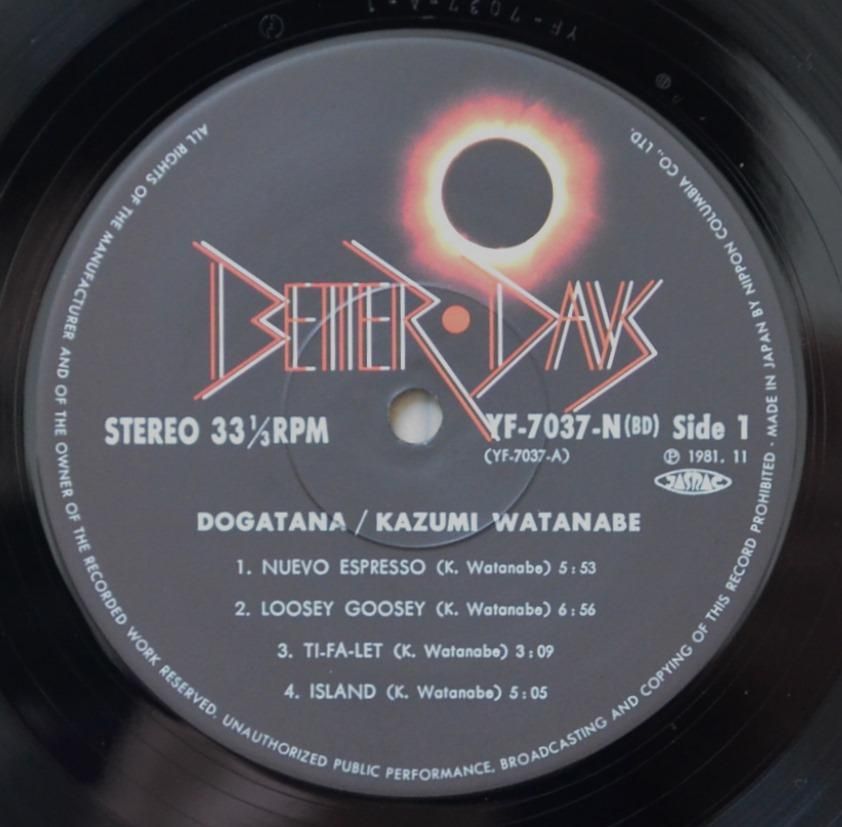 BETTER DAYS
STEREO 33⅓RPM
YF-7037-N(BD) Side 1
(YF-7037-A)
Ⓟ 1981. 11
JASRAC
DOGATANA / KAZUMI WATANABE
1. NUEVO ESPRESSO (K. Watanabe) 5:53
2. LOOSEY GOOSEY (K. Watanabe) 6:56
3. TI-FA-LET (K. Watanabe) 3:09
4. ISLAND (K. Watanabe) 5:05
ALL RIGHTS OF THE MANUFACTURER AND OF THE OWNER OF THE RECORDED WORK RESERVED. UNAUTHORIZED PUBLIC PERFORMANCE, BROADCASTING AND COPYING OF THIS RECORD PROHIBITED · MADE IN JAPAN BY NIPPON COLUMBIA CO., LTD.